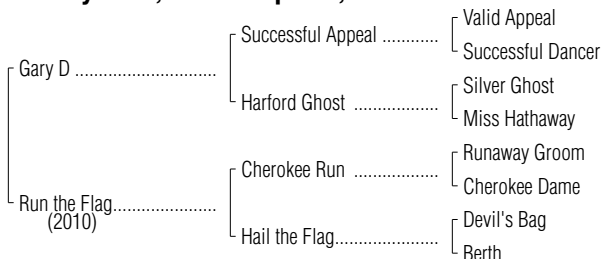 Valid Appeal
Successful Appeal ............
Successful Dancer
Gary D ..............................
Silver Ghost
Harford Ghost ..................
Miss Hathaway
Runaway Groom
Cherokee Run ..................
Cherokee Dame
Run the Flag......................
(2010)
Devil's Bag
Hail the Flag......................
Berth